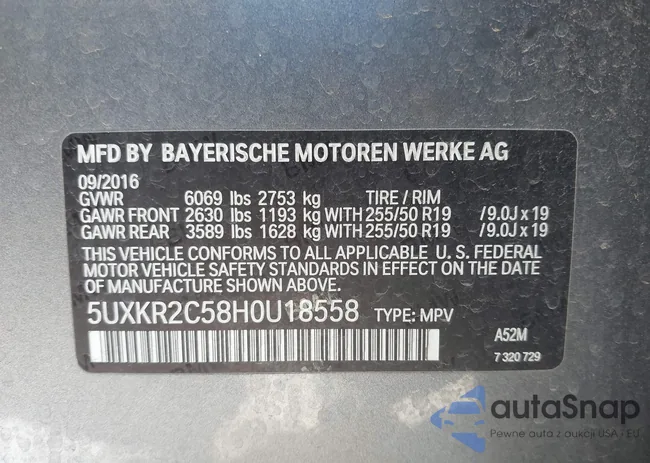 MFD BY BAYERISCHE MOTOREN WERKE AG
09/2016
GVWR 6069 lbs 2753 kg TIRE / RIM
GAWR FRONT 2630 lbs 1193 kg WITH 255/50 R19 /9.0J x 19
GAWR REAR 3589 lbs 1628 kg WITH 255/50 R19 /9.0J x 19
THIS VEHICLE CONFORMS TO ALL APPLICABLE U. S. FEDERAL
MOTOR VEHICLE SAFETY STANDARDS IN EFFECT ON THE DATE
OF MANUFACTURE SHOWN ABOVE.
5UXKR2C58H0U18558 TYPE: MPV
A52M
7 320 729
autaSnap
Pewne auta z aukcji USA i EU